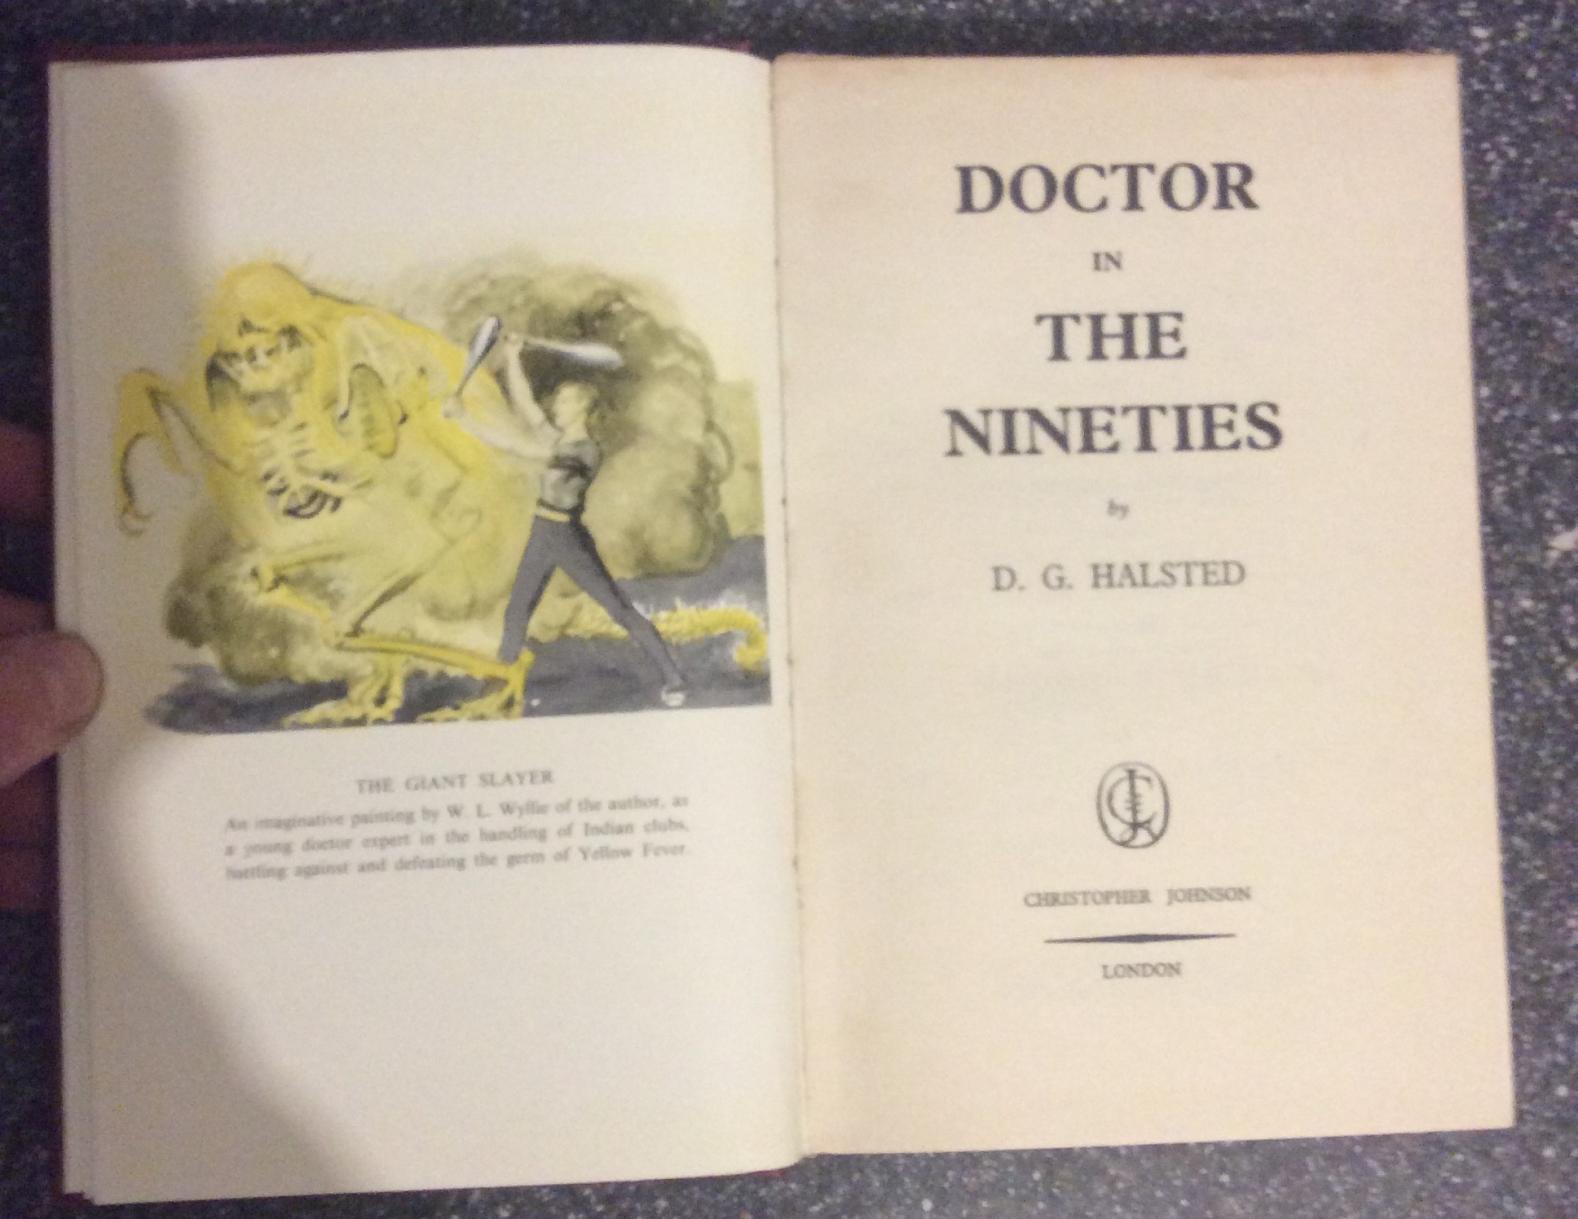 THE GIANT SLAYER
An imaginative painting by W. L. Wyllie of the author, as
a young doctor expert in the handling of Indian clubs,
battling against and defeating the germ of Yellow Fever.
DOCTOR
IN
THE
NINETIES
by
D. G. HALSTED
CHRISTOPHER JOHNSON
LONDON